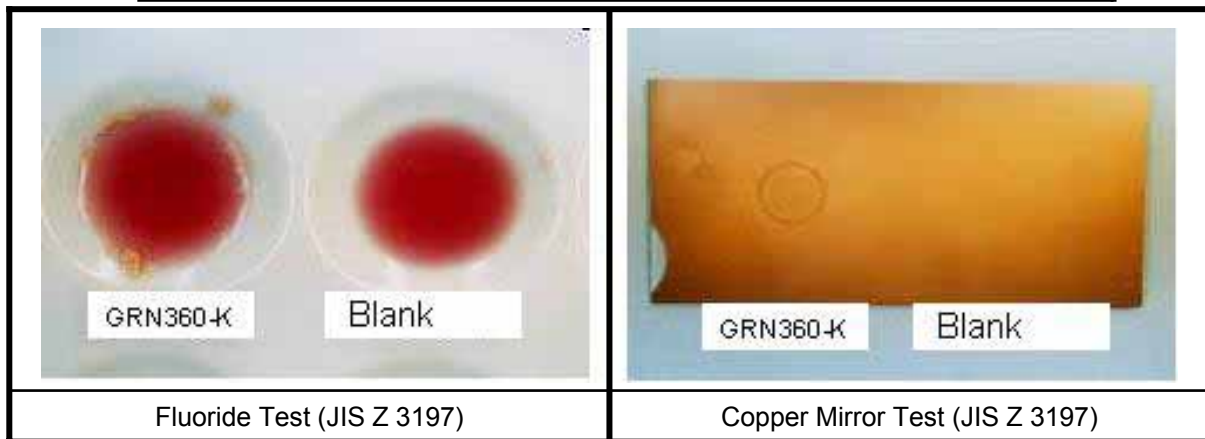 GRN360-K
Blank
GRN360-K
Blank
Fluoride Test (JIS Z 3197)
Copper Mirror Test (JIS Z 3197)